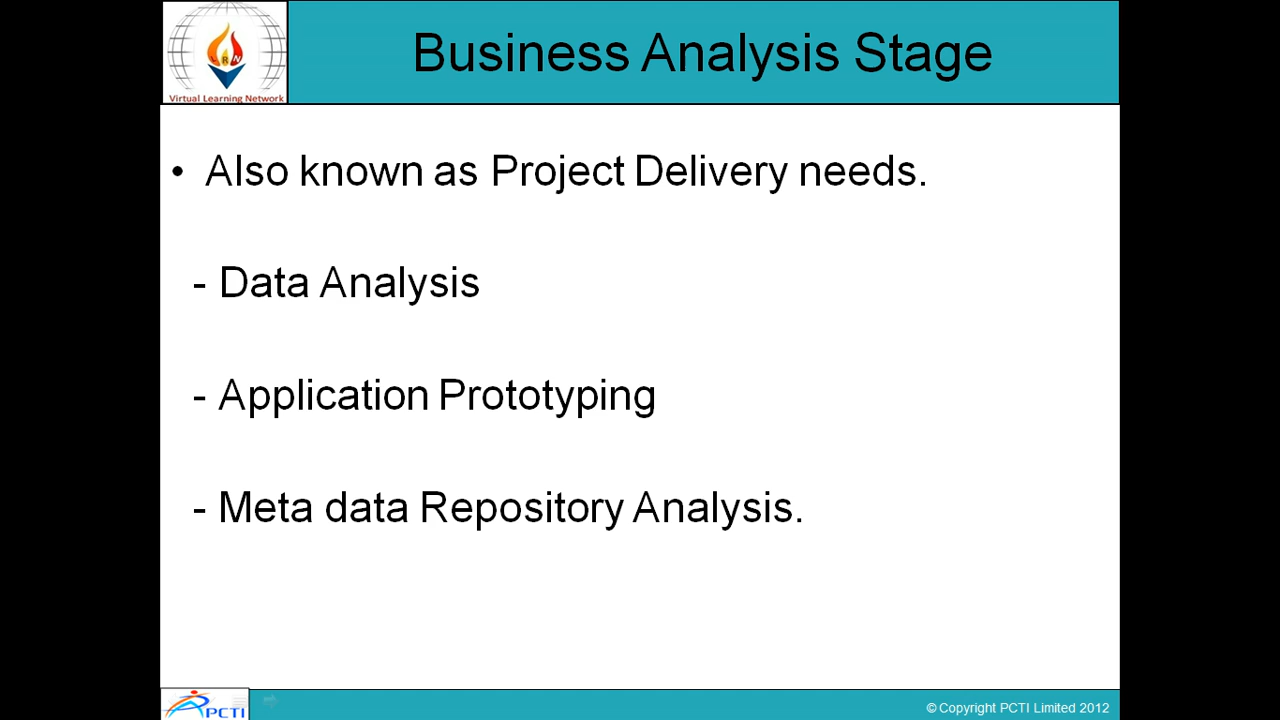 Business Analysis Stage
Virtual Learning Network
• Also known as Project Delivery needs.
- Data Analysis
- Application Prototyping
- Meta data Repository Analysis.
PCTI
© Copyright PCTI Limited 2012